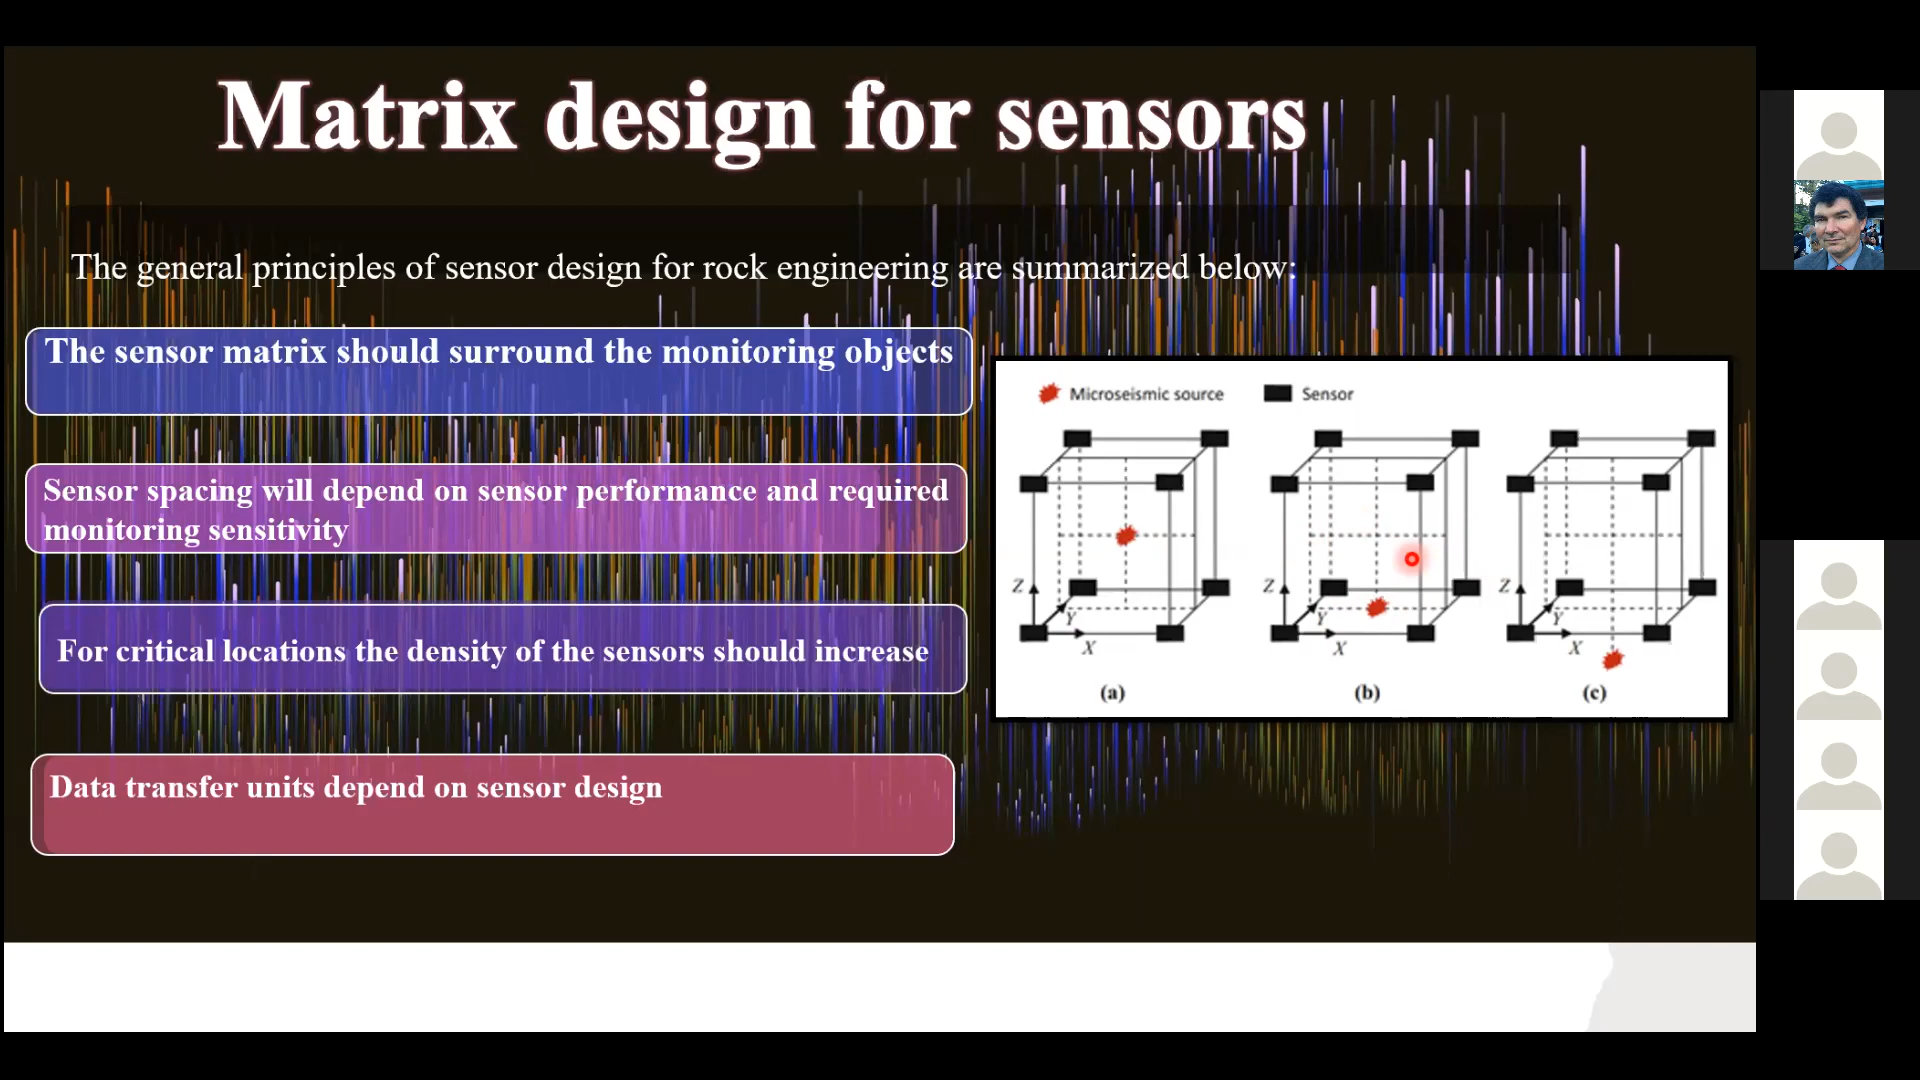 Matrix design for sensors
The general principles of sensor design for rock engineering are summarized below:
The sensor matrix should surround the monitoring objects
Sensor spacing will depend on sensor performance and required
monitoring sensitivity
For critical locations the density of the sensors should increase
Data transfer units depend on sensor design
Microseismic source Sensor
Z Y X
Z Y X
Z Y X
(a) (b) (c)